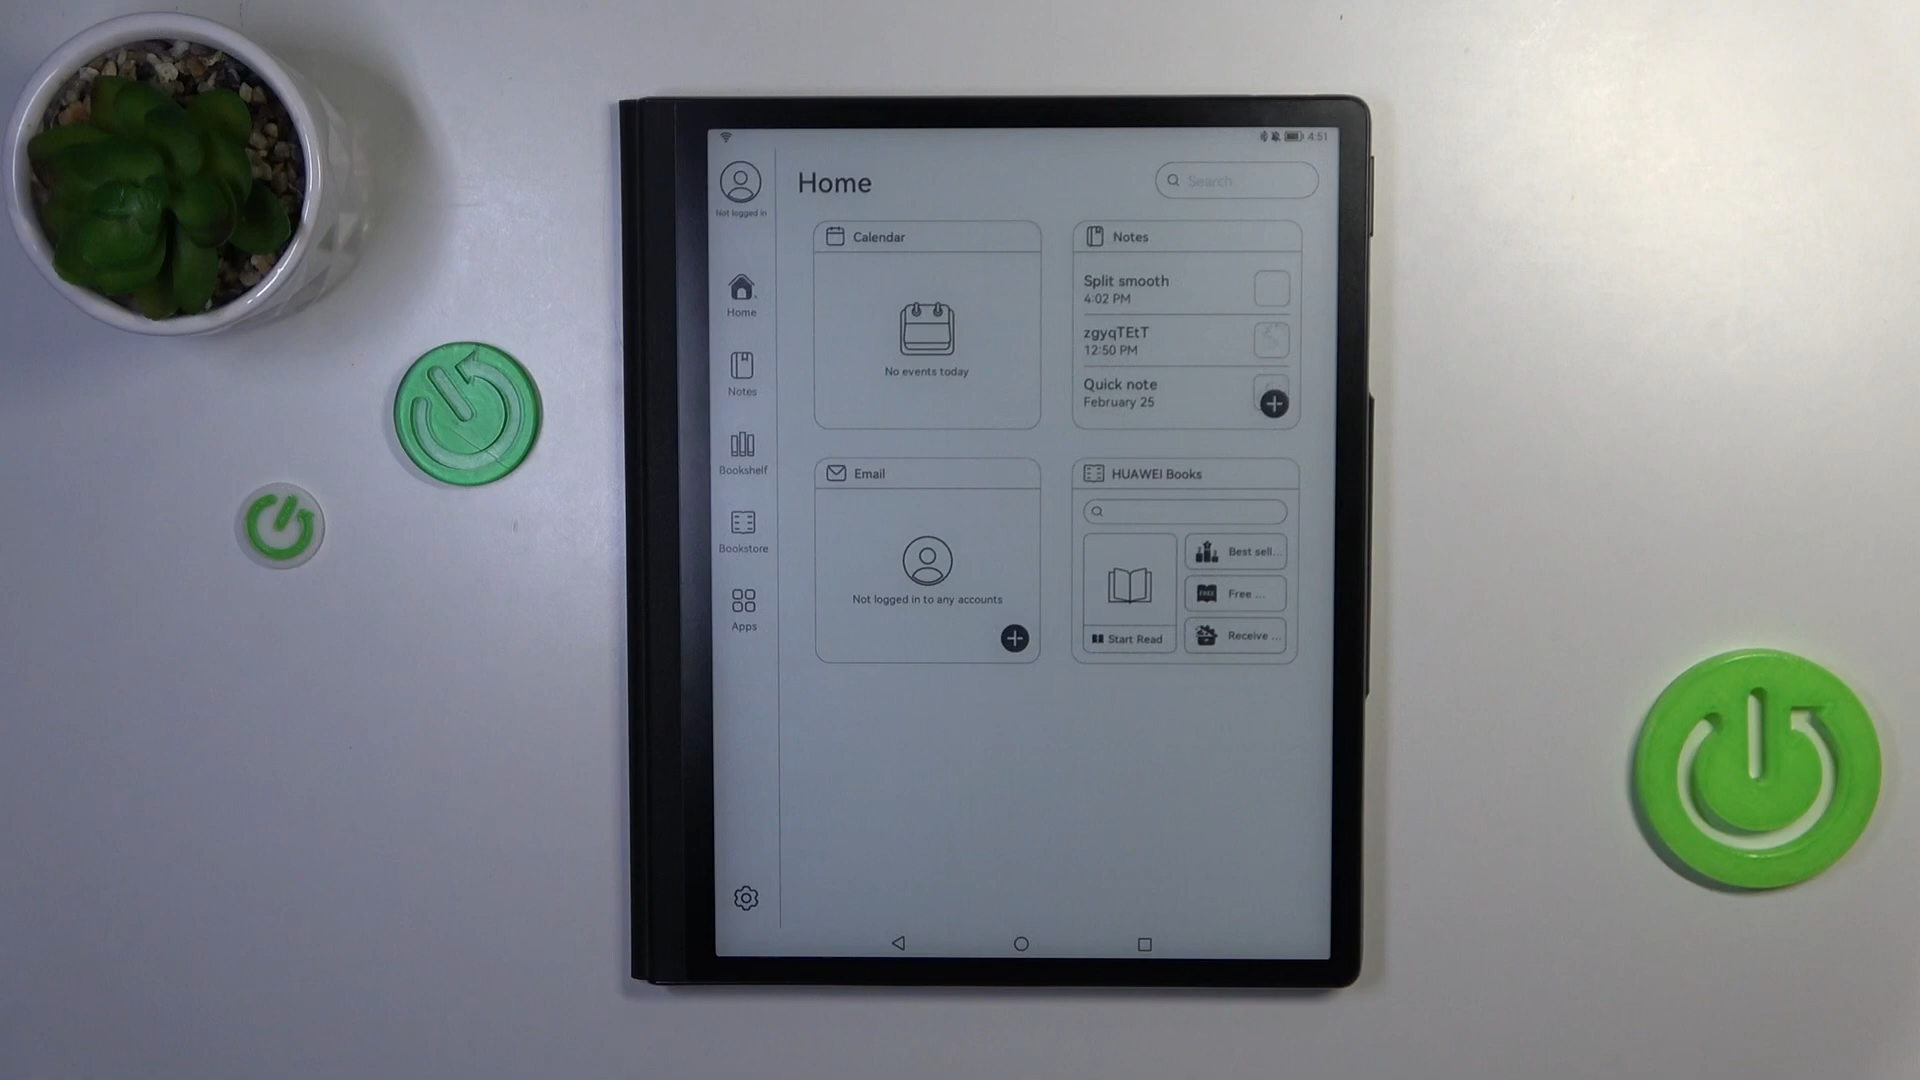 4:51
Not logged in
Home
Search
Calendar
No events today
Notes
Split smooth
4:02 PM
zgyqTEtT
12:50 PM
Quick note
February 25
Home
Notes
Bookshelf
Bookstore
Apps
Email
Not logged in to any accounts
HUAWEI Books
Best sell...
FREE
Free ...
Start Read
Receive ...